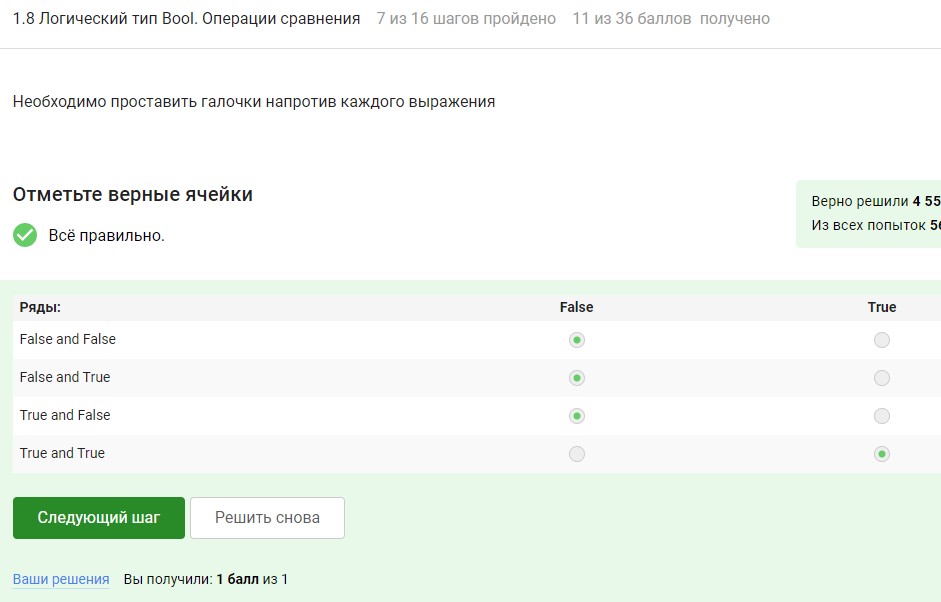 1.8 Логический тип Bool. Операции сравнения 7 из 16 шагов пройдено 11 из 36 баллов получено
Необходимо проставить галочки напротив каждого выражения
Отметьте верные ячейки
Верно решили 4 55
Всё правильно.
Из всех попыток 56
Ряды: False True
False and False
False and True
True and False
True and True
Следующий шаг Решить снова
Ваши решения Вы получили: 1 балл из 1